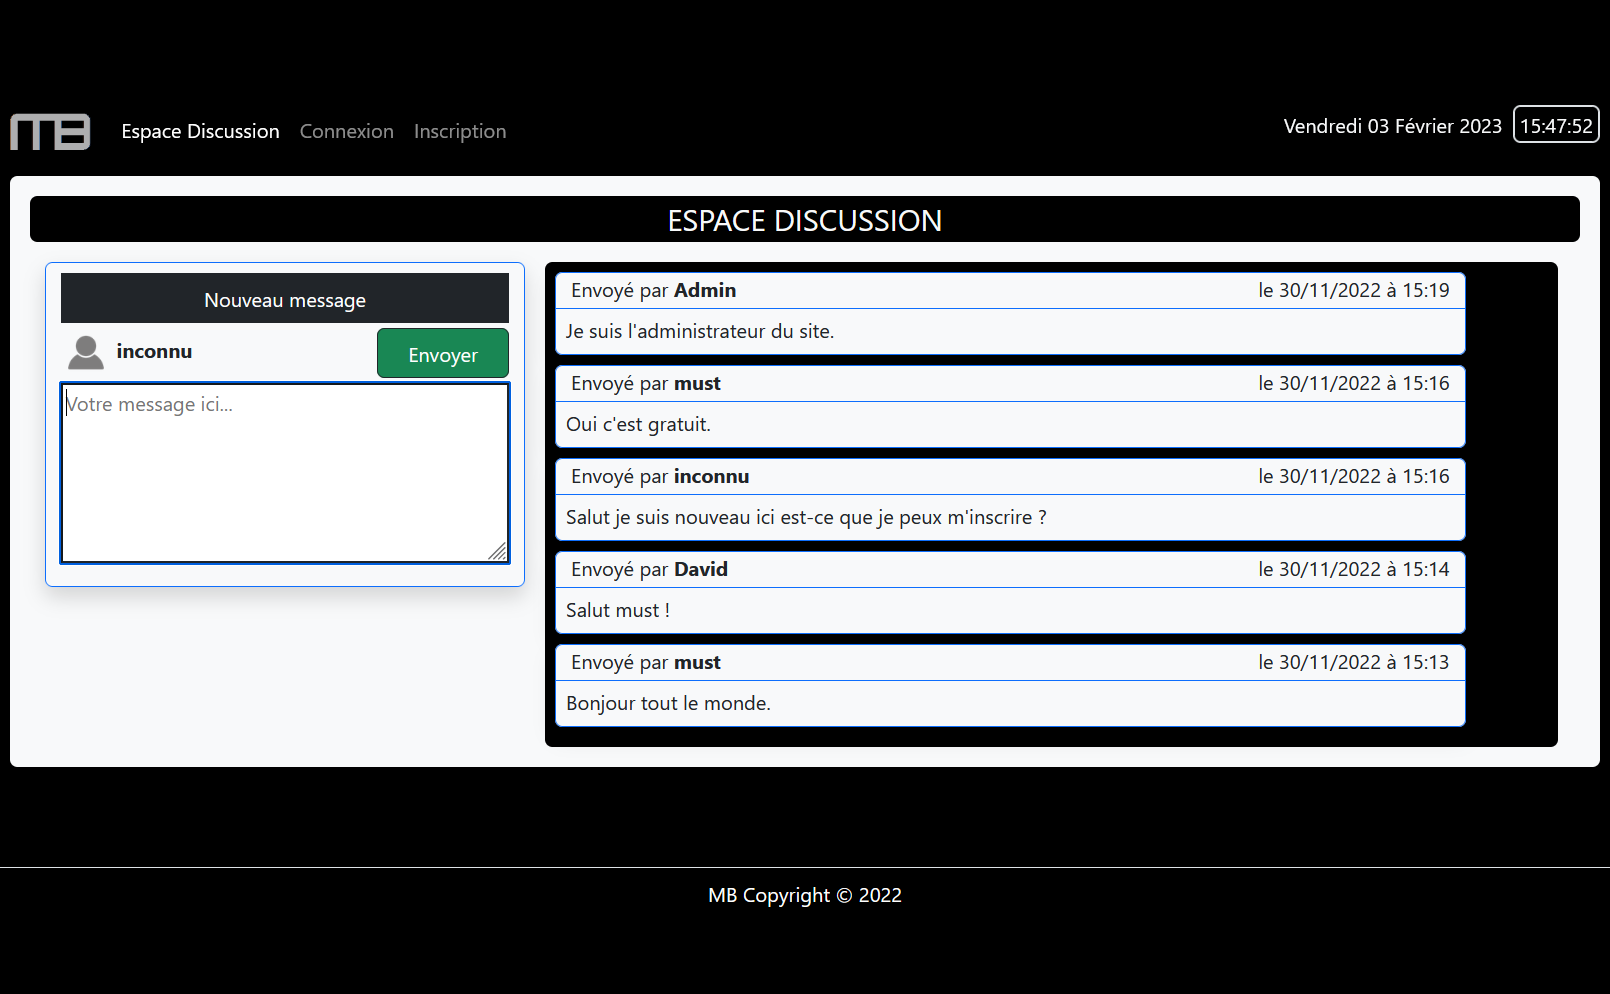 MB Espace Discussion Connexion Inscription Vendredi 03 Février 2023 15:47:52
ESPACE DISCUSSION
Nouveau message
inconnu Envoyer
Votre message ici...
Envoyé par Admin le 30/11/2022 à 15:19
Je suis l'administrateur du site.
Envoyé par must le 30/11/2022 à 15:16
Oui c'est gratuit.
Envoyé par inconnu le 30/11/2022 à 15:16
Salut je suis nouveau ici est-ce que je peux m'inscrire ?
Envoyé par David le 30/11/2022 à 15:14
Salut must !
Envoyé par must le 30/11/2022 à 15:13
Bonjour tout le monde.
MB Copyright © 2022